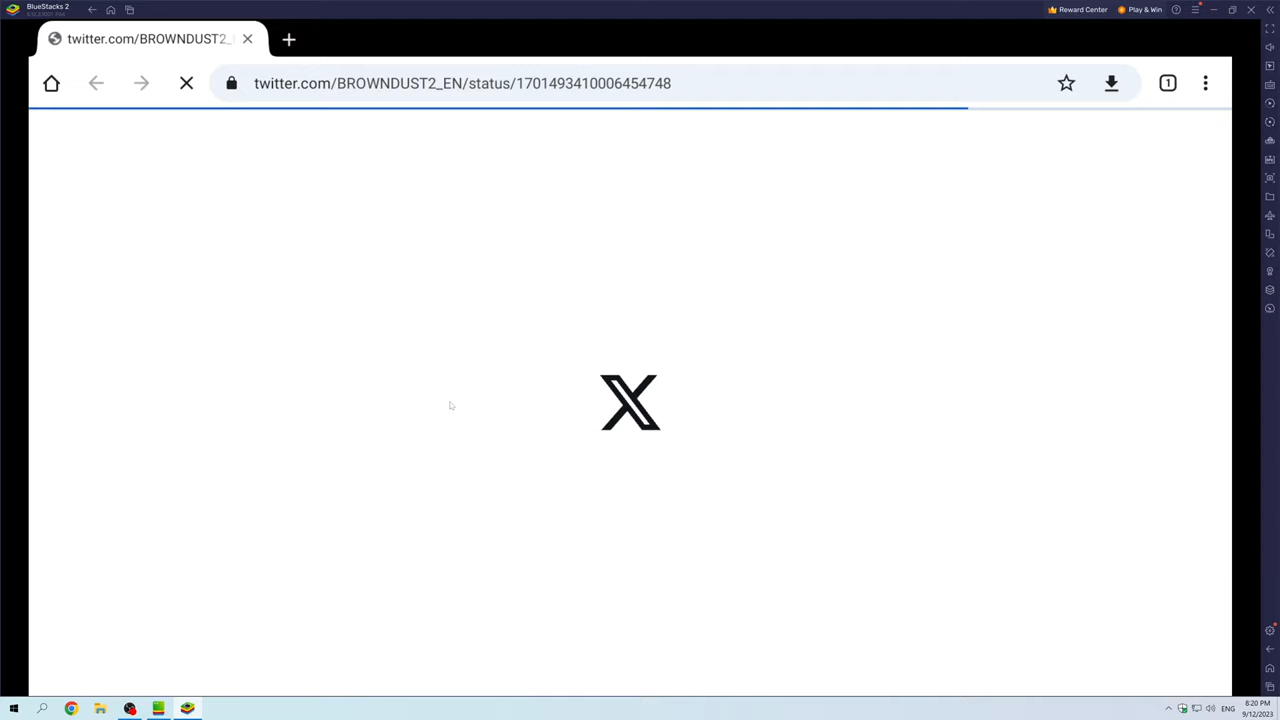 BlueStacks 2
Reward Center
Play & Win
twitter.com/BROWNDUST2_
twitter.com/BROWNDUST2_EN/status/1701493410006454748
1
X
ENG
8:20 PM
9/12/2023